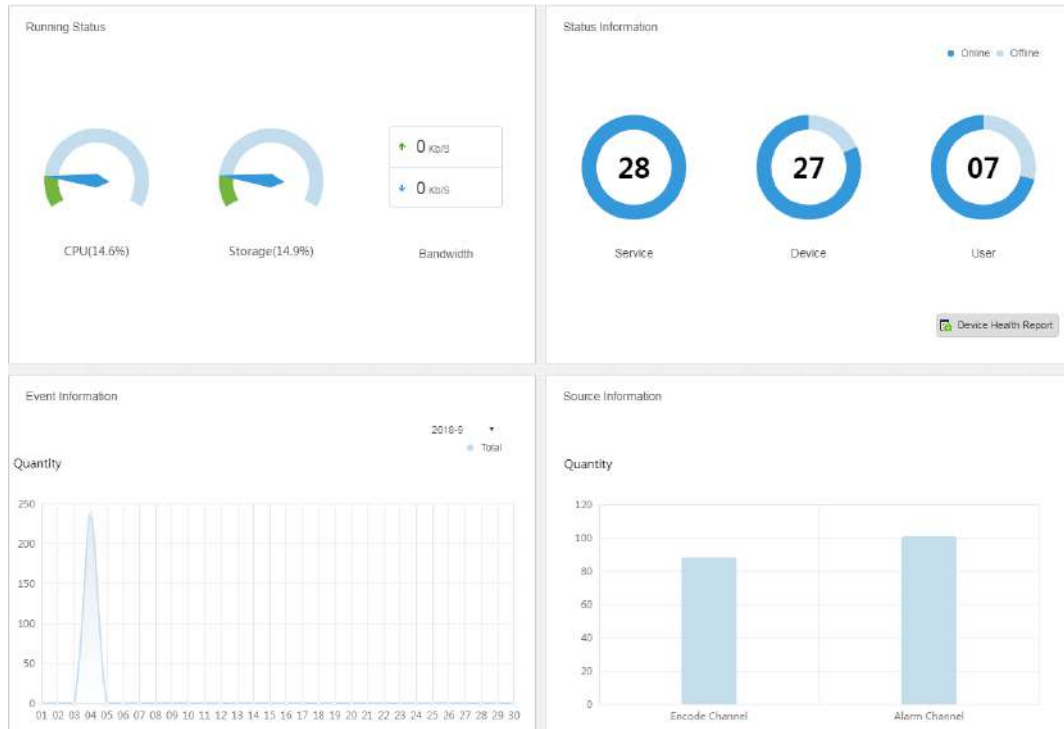 Running Status
CPU(14.6%)
Storage(14.9%)
0 Kb/S
0 Kb/S
Bandwidth
Status Information
Online Offline
28
27
07
Service
Device
User
Device Health Report
Event Information
2018-9
Total
Quantity
250
200
150
100
50
0
01 02 03 04 05 06 07 08 09 10 11 12 13 14 15 16 17 18 19 20 21 22 23 24 25 26 27 28 29 30
Source Information
Quantity
120
100
80
60
40
20
0
Encode Channel
Alarm Channel